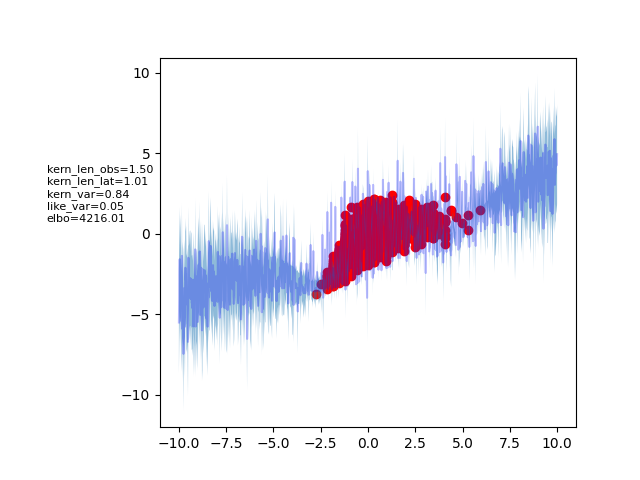 10
5
0
−5
−10
kern_len_obs=1.50
kern_len_lat=1.01
kern_var=0.84
like_var=0.05
elbo=4216.01
−10.0 −7.5 −5.0 −2.5 0.0 2.5 5.0 7.5 10.0